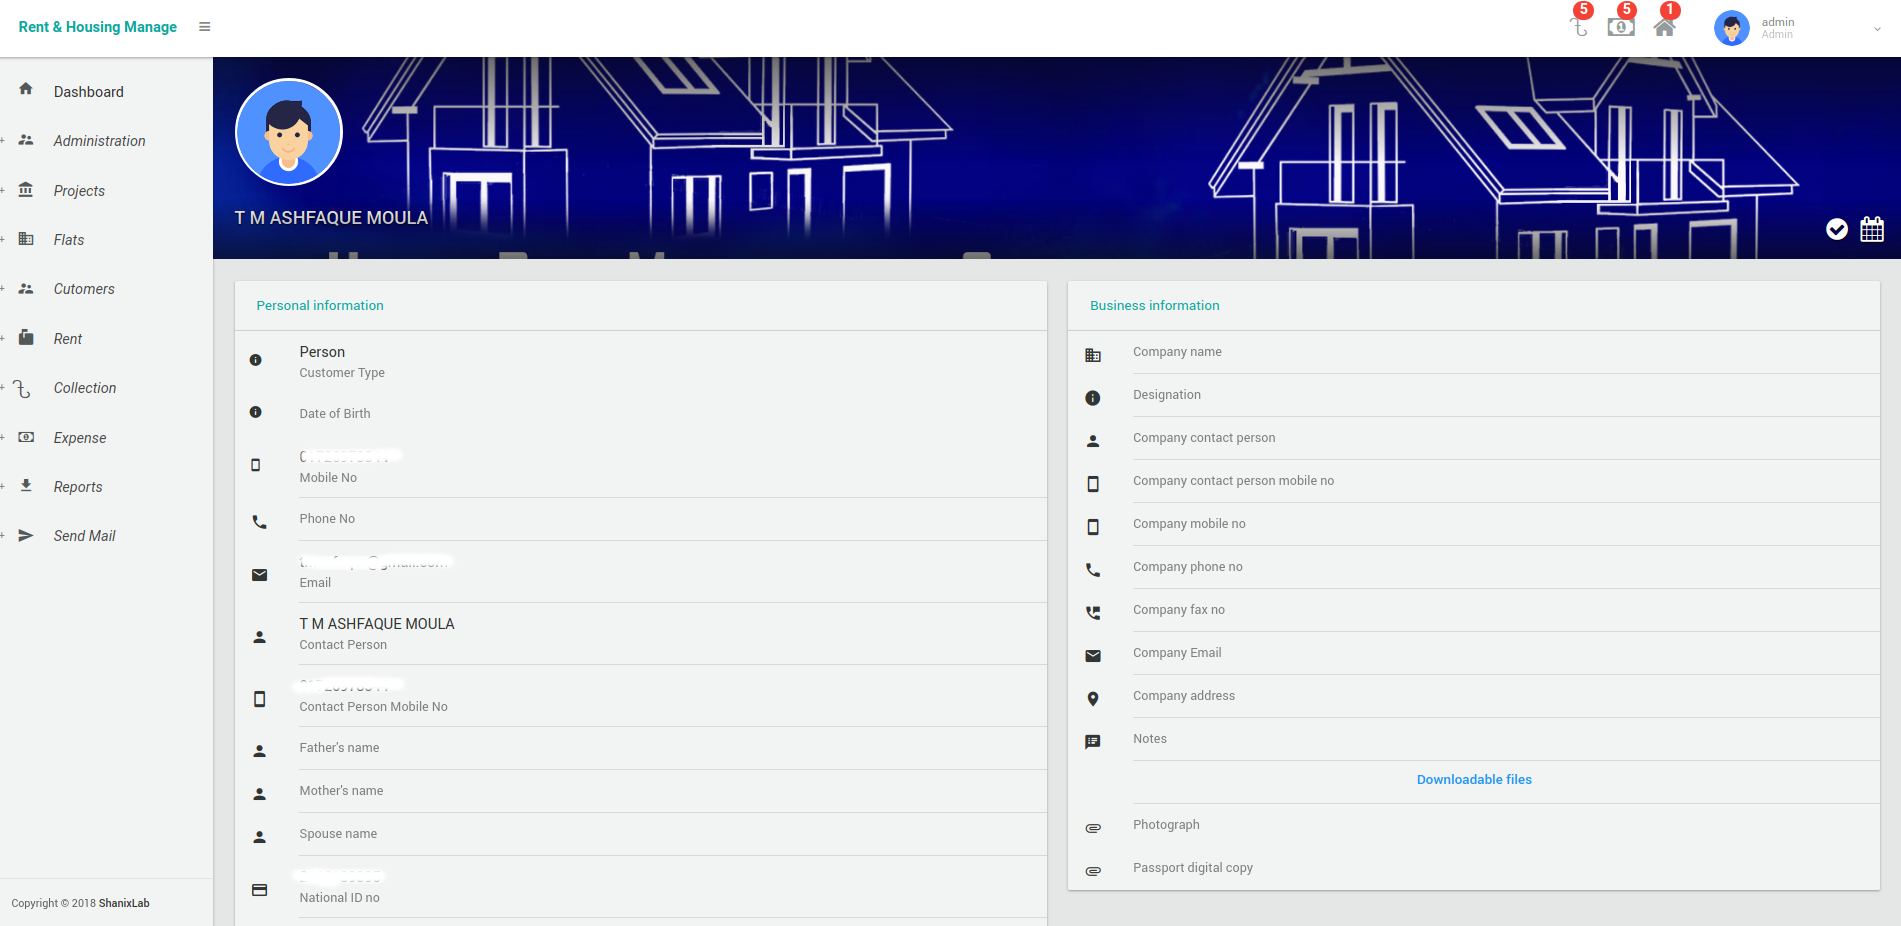 Rent & Housing Manage
5
5
1
admin
Admin
Dashboard
Administration
Projects
Flats
Cutomers
Rent
Collection
Expense
Reports
Send Mail
Copyright © 2018 ShanixLab
T M ASHFAQUE MOULA
Personal information
Person
Customer Type
Date of Birth
Mobile No
Phone No
Email
T M ASHFAQUE MOULA
Contact Person
Contact Person Mobile No
Father's name
Mother's name
Spouse name
National ID no
Business information
Company name
Designation
Company contact person
Company contact person mobile no
Company mobile no
Company phone no
Company fax no
Company Email
Company address
Notes
Downloadable files
Photograph
Passport digital copy